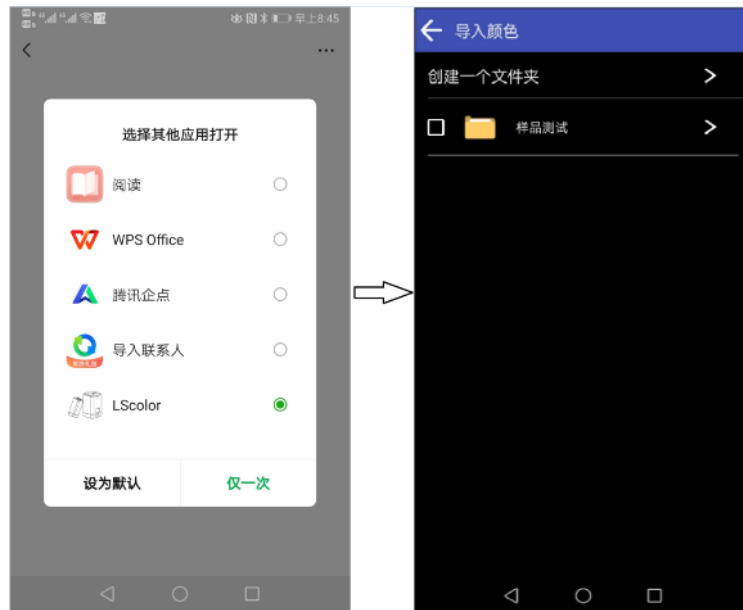 早上8:45
选择其他应用打开
阅读
WPS Office
腾讯企点
导入联系人
LScolor
设为默认
仅一次
导入颜色
创建一个文件夹
样品测试